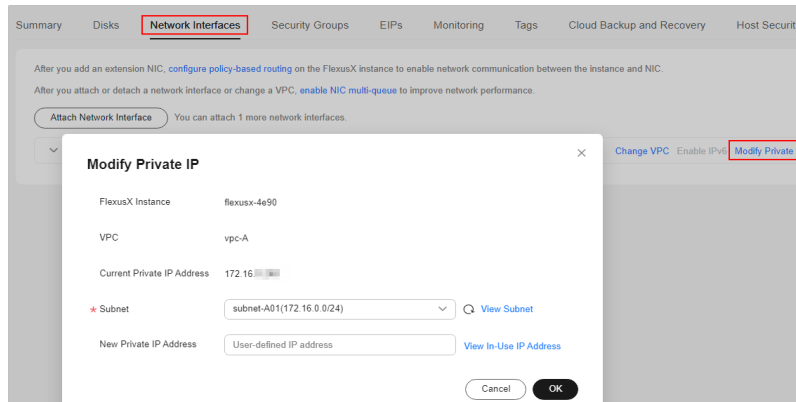 Summary Disks Network Interfaces Security Groups EIPs Monitoring Tags Cloud Backup and Recovery Host Securit
After you add an extension NIC, configure policy-based routing on the FlexusX instance to enable network communication between the instance and NIC.
After you attach or detach a network interface or change a VPC, enable NIC multi-queue to improve network performance.
Attach Network Interface You can attach 1 more network interfaces.
Change VPC Enable IPv6 Modify Private
Modify Private IP
FlexusX Instance flexusx-4e90
VPC vpc-A
Current Private IP Address 172.16.
* Subnet subnet-A01(172.16.0.0/24) View Subnet
New Private IP Address User-defined IP address View In-Use IP Address
Cancel OK